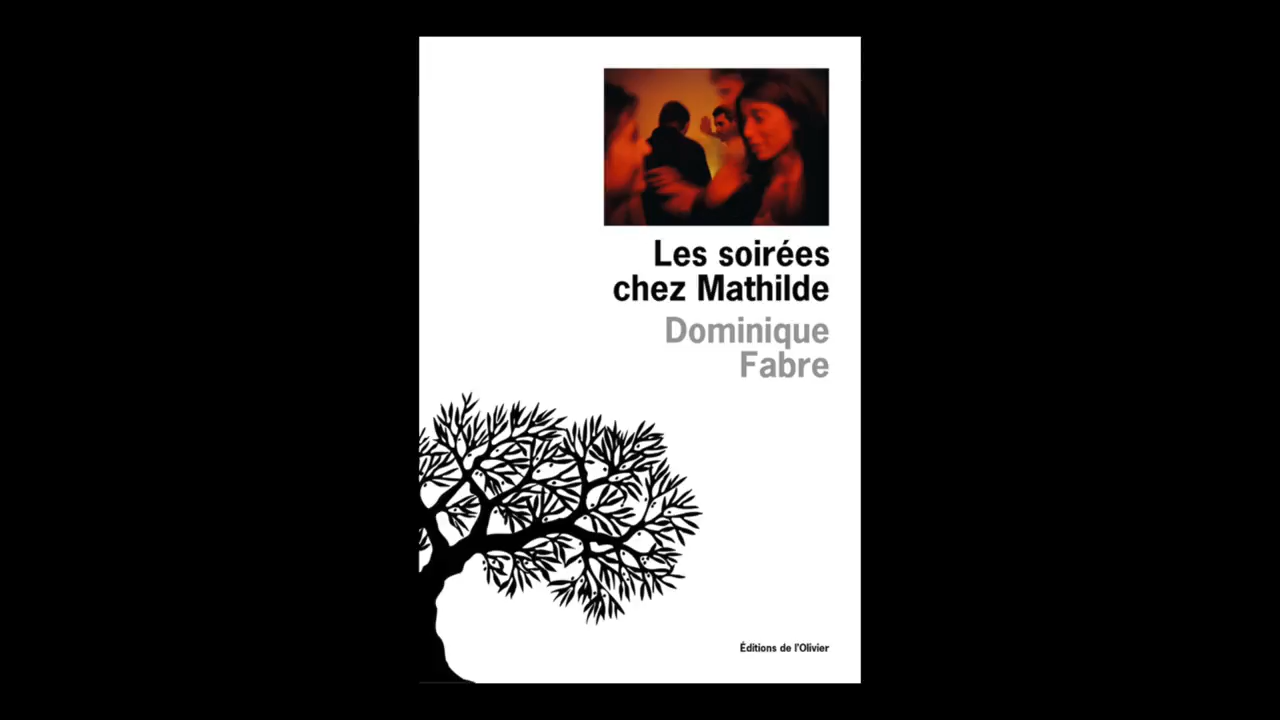 Les soirées
chez Mathilde
Dominique
Fabre
Éditions de l'Olivier